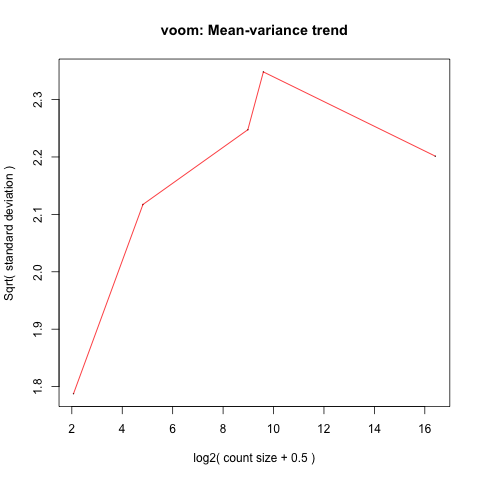 voom: Mean-variance trend
Sqrt( standard deviation )
2.3
2.2
2.1
2.0
1.9
1.8
2 4 6 8 10 12 14 16
log2( count size + 0.5 )